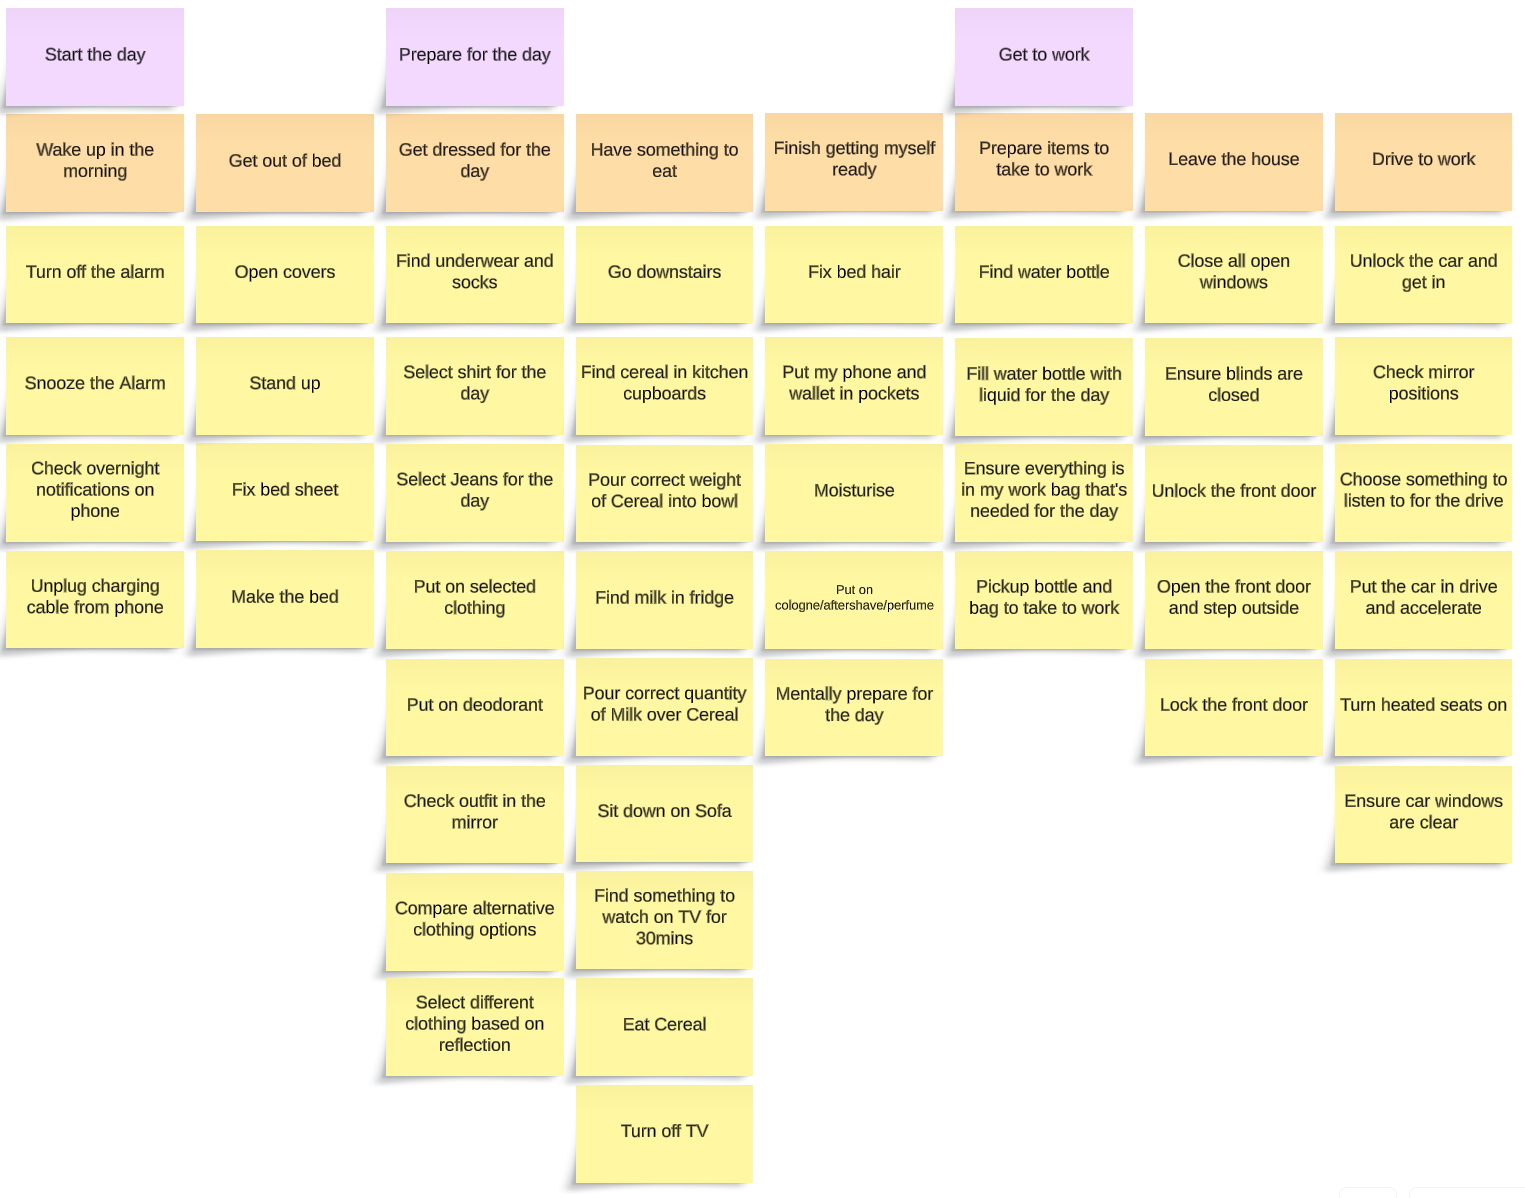 Start the day
Prepare for the day
Get to work
Wake up in the
morning
Get out of bed
Get dressed for the
day
Have something to
eat
Finish getting myself
ready
Prepare items to
take to work
Leave the house
Drive to work
Turn off the alarm
Open covers
Find underwear and
socks
Go downstairs
Fix bed hair
Find water bottle
Close all open
windows
Unlock the car and
get in
Snooze the Alarm
Stand up
Select shirt for the
day
Find cereal in kitchen
cupboards
Put my phone and
wallet in pockets
Fill water bottle with
liquid for the day
Ensure blinds are
closed
Check mirror
positions
Check overnight
notifications on
phone
Fix bed sheet
Select Jeans for the
day
Pour correct weight
of Cereal into bowl
Moisturise
Ensure everything is
in my work bag that's
needed for the day
Unlock the front door
Choose something to
listen to for the drive
Unplug charging
cable from phone
Make the bed
Put on selected
clothing
Find milk in fridge
Put on
cologne/aftershave/perfume
Pickup bottle and
bag to take to work
Open the front door
and step outside
Put the car in drive
and accelerate
Put on deodorant
Pour correct quantity
of Milk over Cereal
Mentally prepare for
the day
Lock the front door
Turn heated seats on
Check outfit in the
mirror
Sit down on Sofa
Ensure car windows
are clear
Compare alternative
clothing options
Find something to
watch on TV for
30mins
Select different
clothing based on
reflection
Eat Cereal
Turn off TV